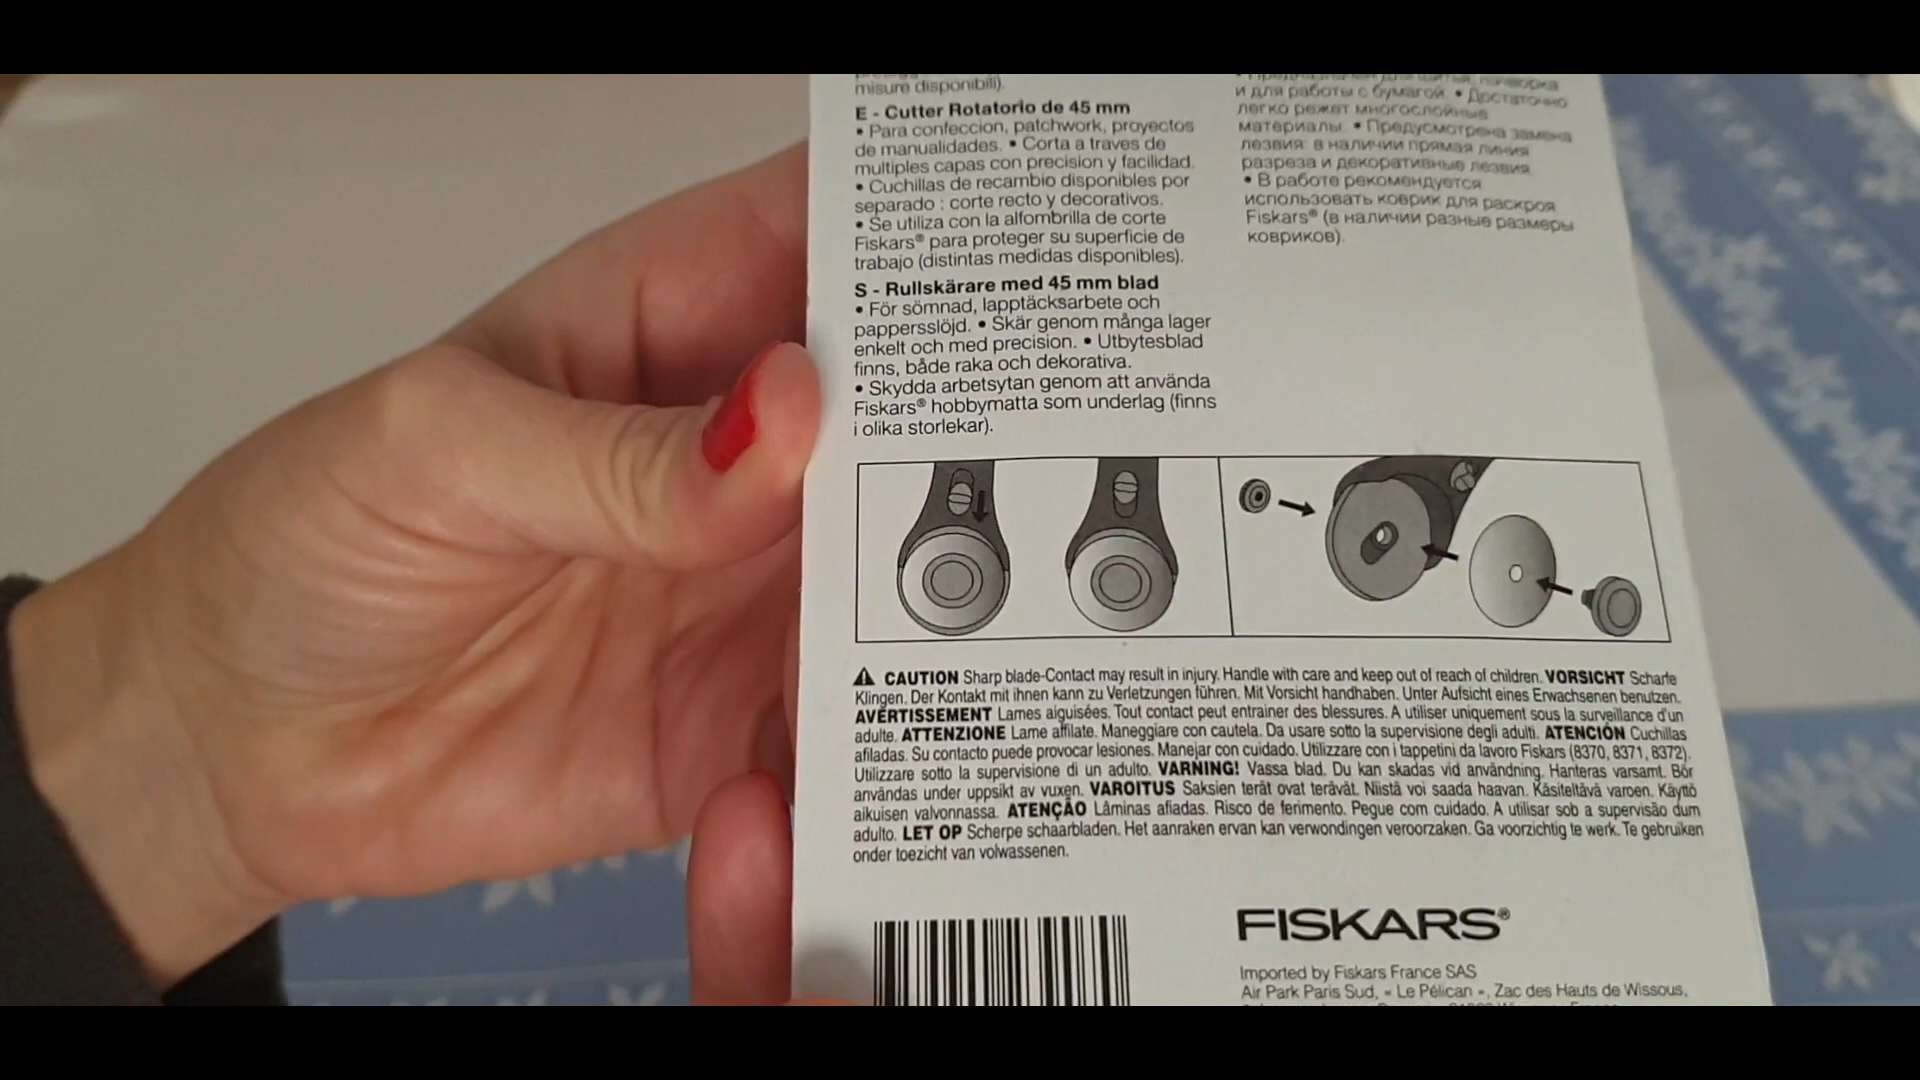 misure disponibili).
E - Cutter Rotatorio de 45 mm
• Para confeccion, patchwork, proyectos
de manualidades. • Corta a traves de
multiples capas con precision y facilidad.
• Cuchillas de recambio disponibles por
separado : corte recto y decorativos.
• Se utiliza con la alfombrilla de corte
Fiskars® para proteger su superficie de
trabajo (distintas medidas disponibles).
S - Rullskärare med 45 mm blad
• För sömnad, lapptäcksarbete och
pappersslöjd. • Skär genom många lager
enkelt och med precision. • Utbytesblad
finns, både raka och dekorativa.
• Skydda arbetsytan genom att använda
Fiskars® hobbymatta som underlag (finns
i olika storlekar).
и для работы с бумагой. • Достаточно
легко режет многослойные
материалы. • Предусмотрена замена
лезвия: в наличии прямая линия
разреза и декоративные лезвия.
• В работе рекомендуется
использовать коврик для раскроя
Fiskars® (в наличии разные размеры
ковриков).
CAUTION Sharp blade-Contact may result in injury. Handle with care and keep out of reach of children. VORSICHT Scharfe
Klingen. Der Kontakt mit ihnen kann zu Verletzungen führen. Mit Vorsicht handhaben. Unter Aufsicht eines Erwachsenen benutzen.
AVERTISSEMENT Lames aiguisées. Tout contact peut entrainer des blessures. A utiliser uniquement sous la surveillance d'un
adulte. ATTENZIONE Lame affilate. Maneggiare con cautela. Da usare sotto la supervisione degli adulti. ATENCIÓN Cuchillas
afiladas. Su contacto puede provocar lesiones. Manejar con cuidado. Utilizzare con i tappetini da lavoro Fiskars (8370, 8371, 8372).
Utilizzare sotto la supervisione di un adulto. VARNING! Vassa blad. Du kan skadas vid användning. Hanteras varsamt. Bör
användas under uppsikt av vuxen. VAROITUS Saksien terät ovat terävät. Niistä voi saada haavan. Käsiteltävä varoen. Käyttö
aikuisen valvonnassa. ATENÇÃO Lâminas afiadas. Risco de ferimento. Pegue com cuidado. A utilisar sob a supervisão dum
adulto. LET OP Scherpe schaarbladen. Het aanraken ervan kan verwondingen veroorzaken. Ga voorzichtig te werk. Te gebruiken
onder toezicht van volwassenen.
FISKARS®
Imported by Fiskars France SAS
Air Park Paris Sud, « Le Pélican », Zac des Hauts de Wissous,